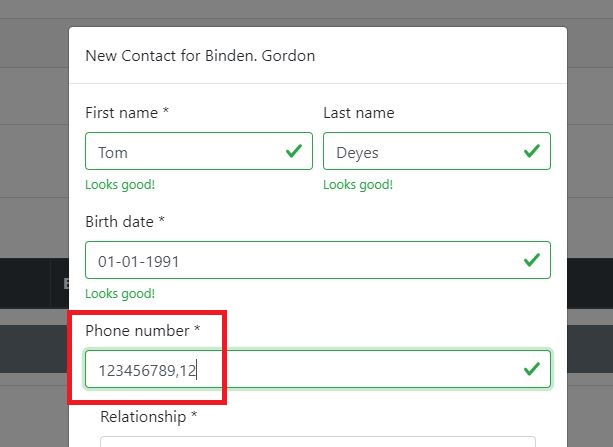 New Contact for Binden. Gordon
First name * Last name
Tom Deyes
Looks good! Looks good!
Birth date *
01-01-1991
Looks good!
Phone number *
123456789,12
Relationship *